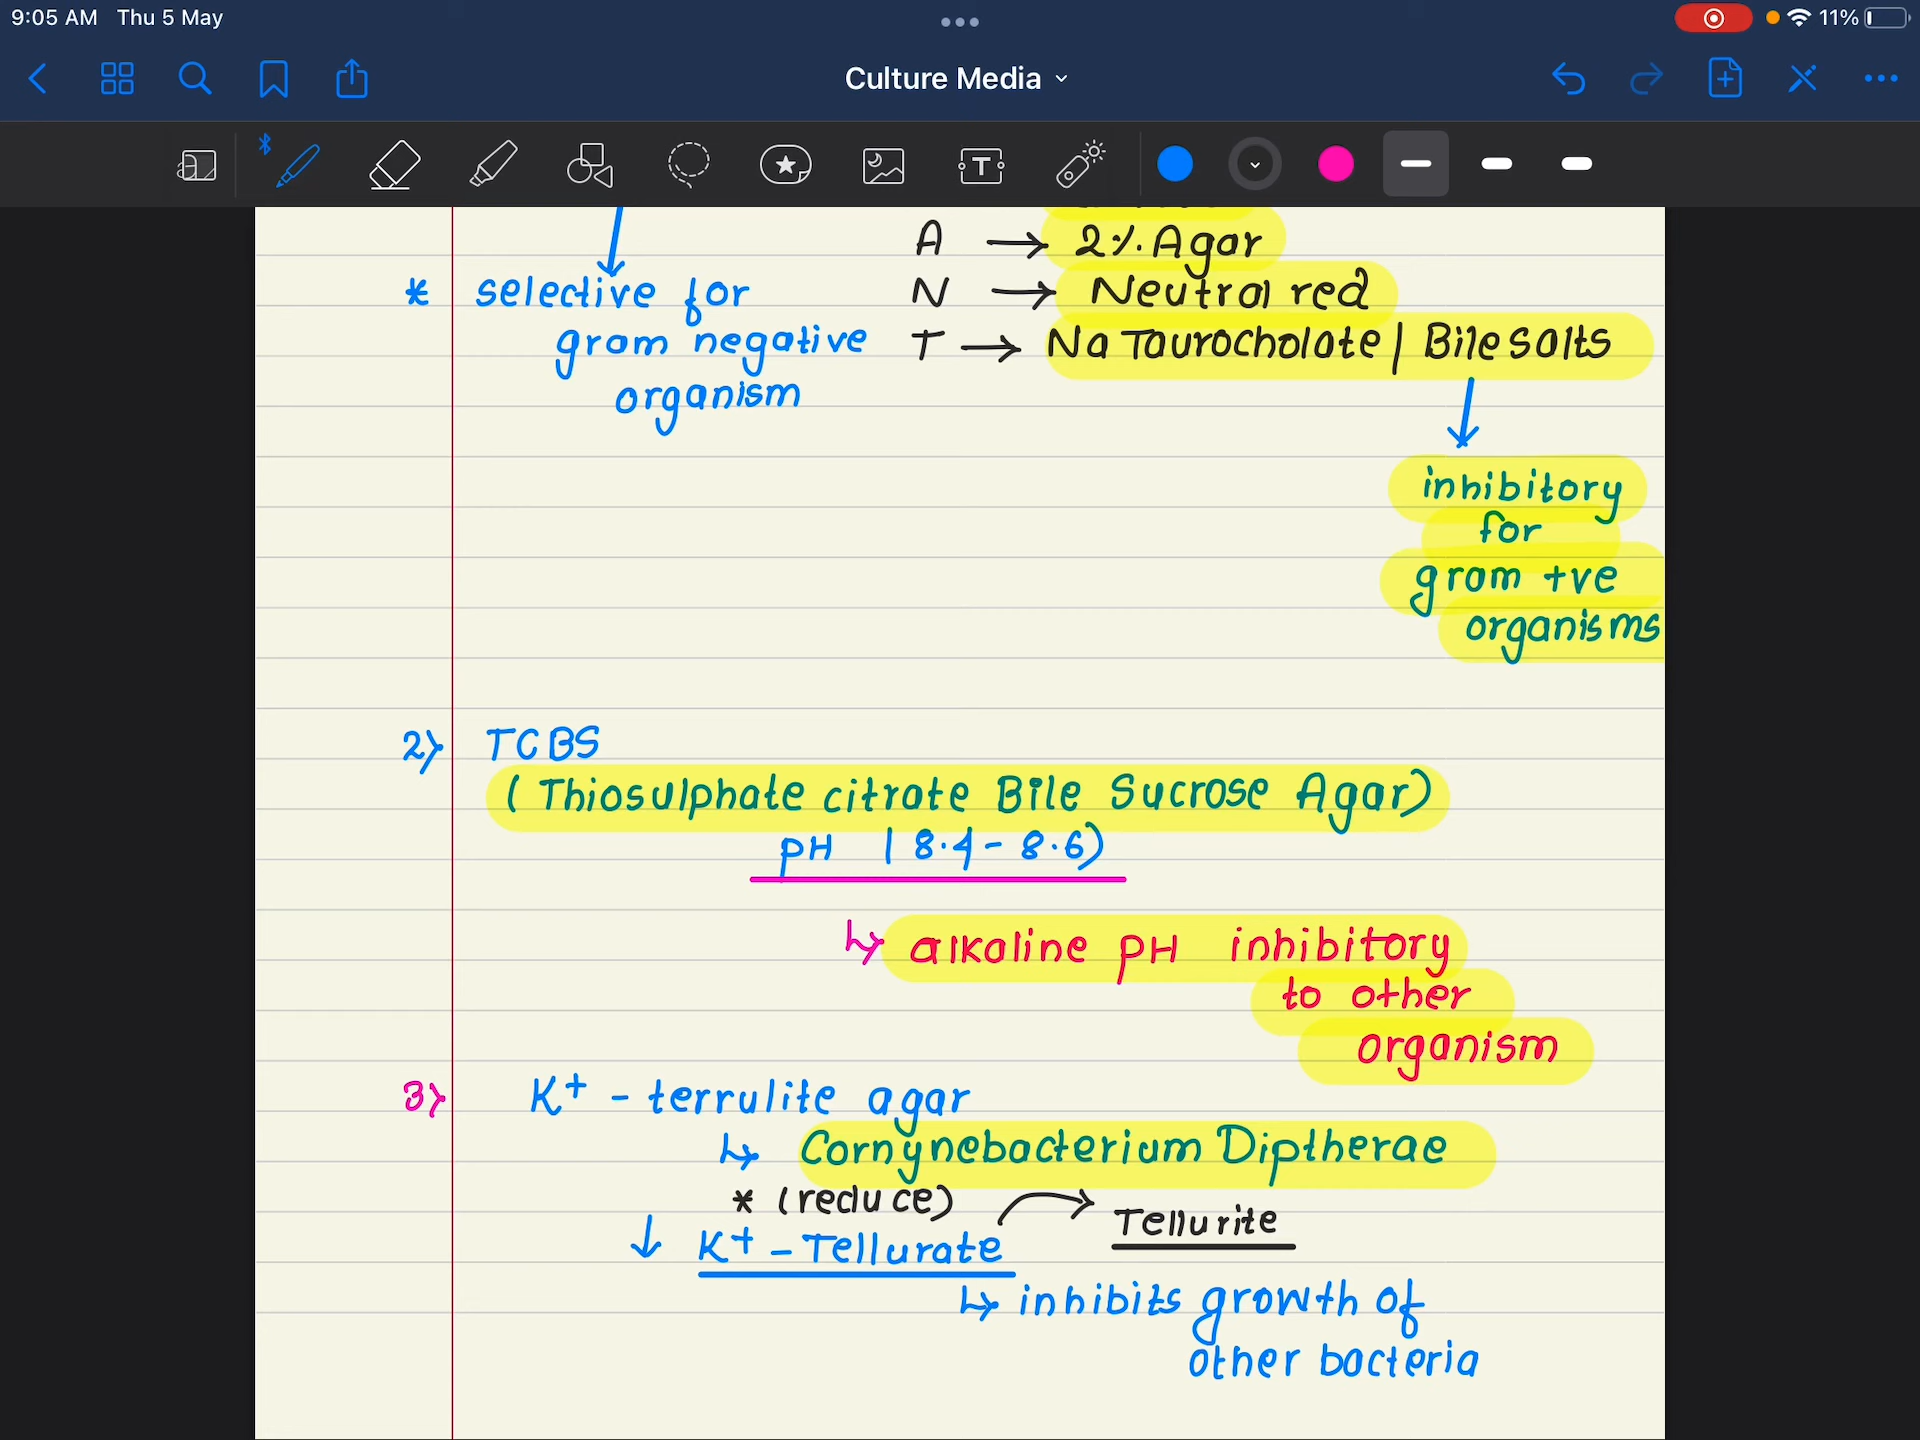 9:05 AM Thu 5 May
11%
Culture Media
A → 2% Agar
* selective for N → Neutral red
gram negative T → Na Taurocholate | Bile salts
organism
inhibitory
for
gram +ve
organisms
2) TCBS
(Thiosulphate citrate Bile Sucrose Agar)
pH (8.4 - 8.6)
↳ alkaline pH inhibitory
to other
organism
3) K+ - terrulite agar
↳ Cornynebacterium Diptherae
* (reduce)
Tellurite
↓ K+ - Tellurate
↳ inhibits growth of
other bacteria